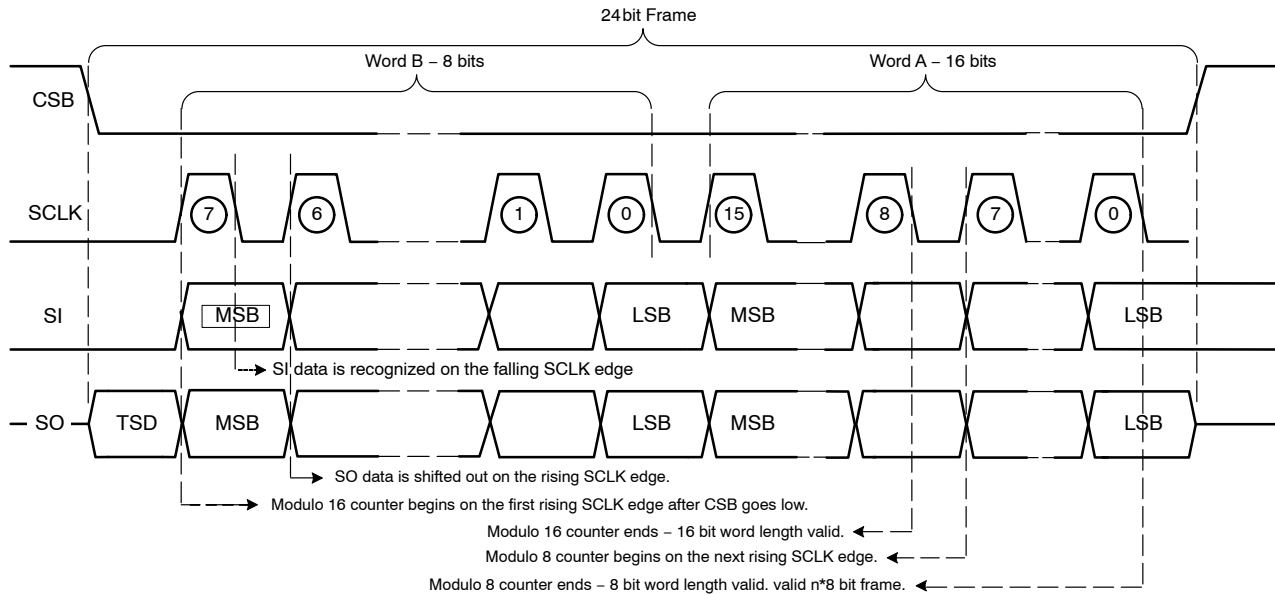 24bit Frame
Word B – 8 bits
Word A – 16 bits
CSB
SCLK
7
6
1
0
15
8
7
0
SI
MSB
LSB
MSB
LSB
SI data is recognized on the falling SCLK edge
SO
TSD
MSB
LSB
MSB
LSB
SO data is shifted out on the rising SCLK edge.
Modulo 16 counter begins on the first rising SCLK edge after CSB goes low.
Modulo 16 counter ends – 16 bit word length valid.
Modulo 8 counter begins on the next rising SCLK edge.
Modulo 8 counter ends – 8 bit word length valid. valid n*8 bit frame.